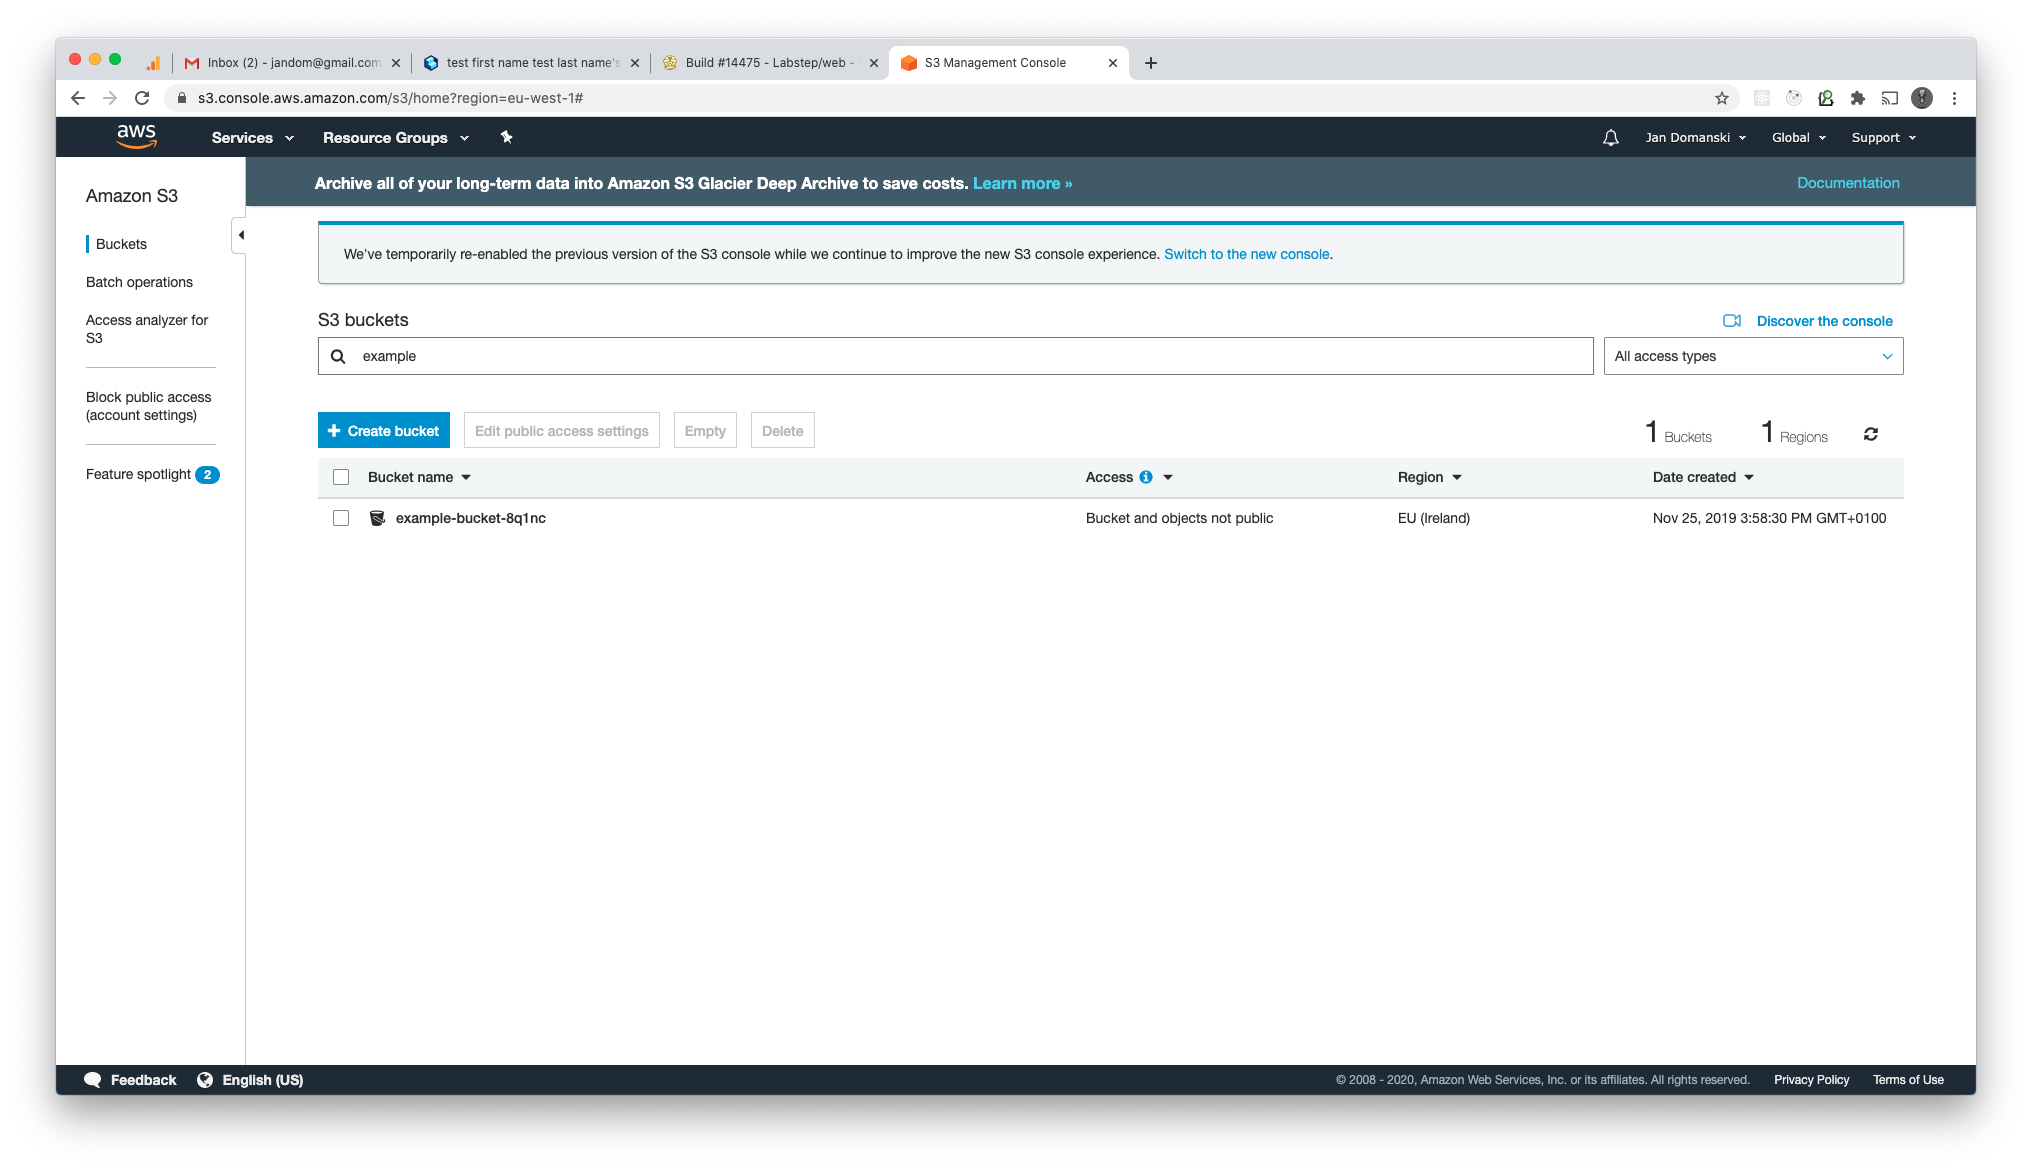 Inbox (2) - jandom@gmail.com
test first name test last name's
Build #14475 - Labstep/web -
S3 Management Console
s3.console.aws.amazon.com/s3/home?region=eu-west-1#
aws
Services
Resource Groups
Jan Domanski
Global
Support
Amazon S3
Buckets
Batch operations
Access analyzer for
S3
Block public access
(account settings)
Feature spotlight 2
Archive all of your long-term data into Amazon S3 Glacier Deep Archive to save costs. Learn more »
Documentation
We've temporarily re-enabled the previous version of the S3 console while we continue to improve the new S3 console experience. Switch to the new console.
S3 buckets
Discover the console
example
All access types
Create bucket
Edit public access settings
Empty
Delete
1 Buckets
1 Regions
Bucket name
Access
Region
Date created
example-bucket-8q1nc
Bucket and objects not public
EU (Ireland)
Nov 25, 2019 3:58:30 PM GMT+0100
Feedback
English (US)
© 2008 - 2020, Amazon Web Services, Inc. or its affiliates. All rights reserved.
Privacy Policy
Terms of Use